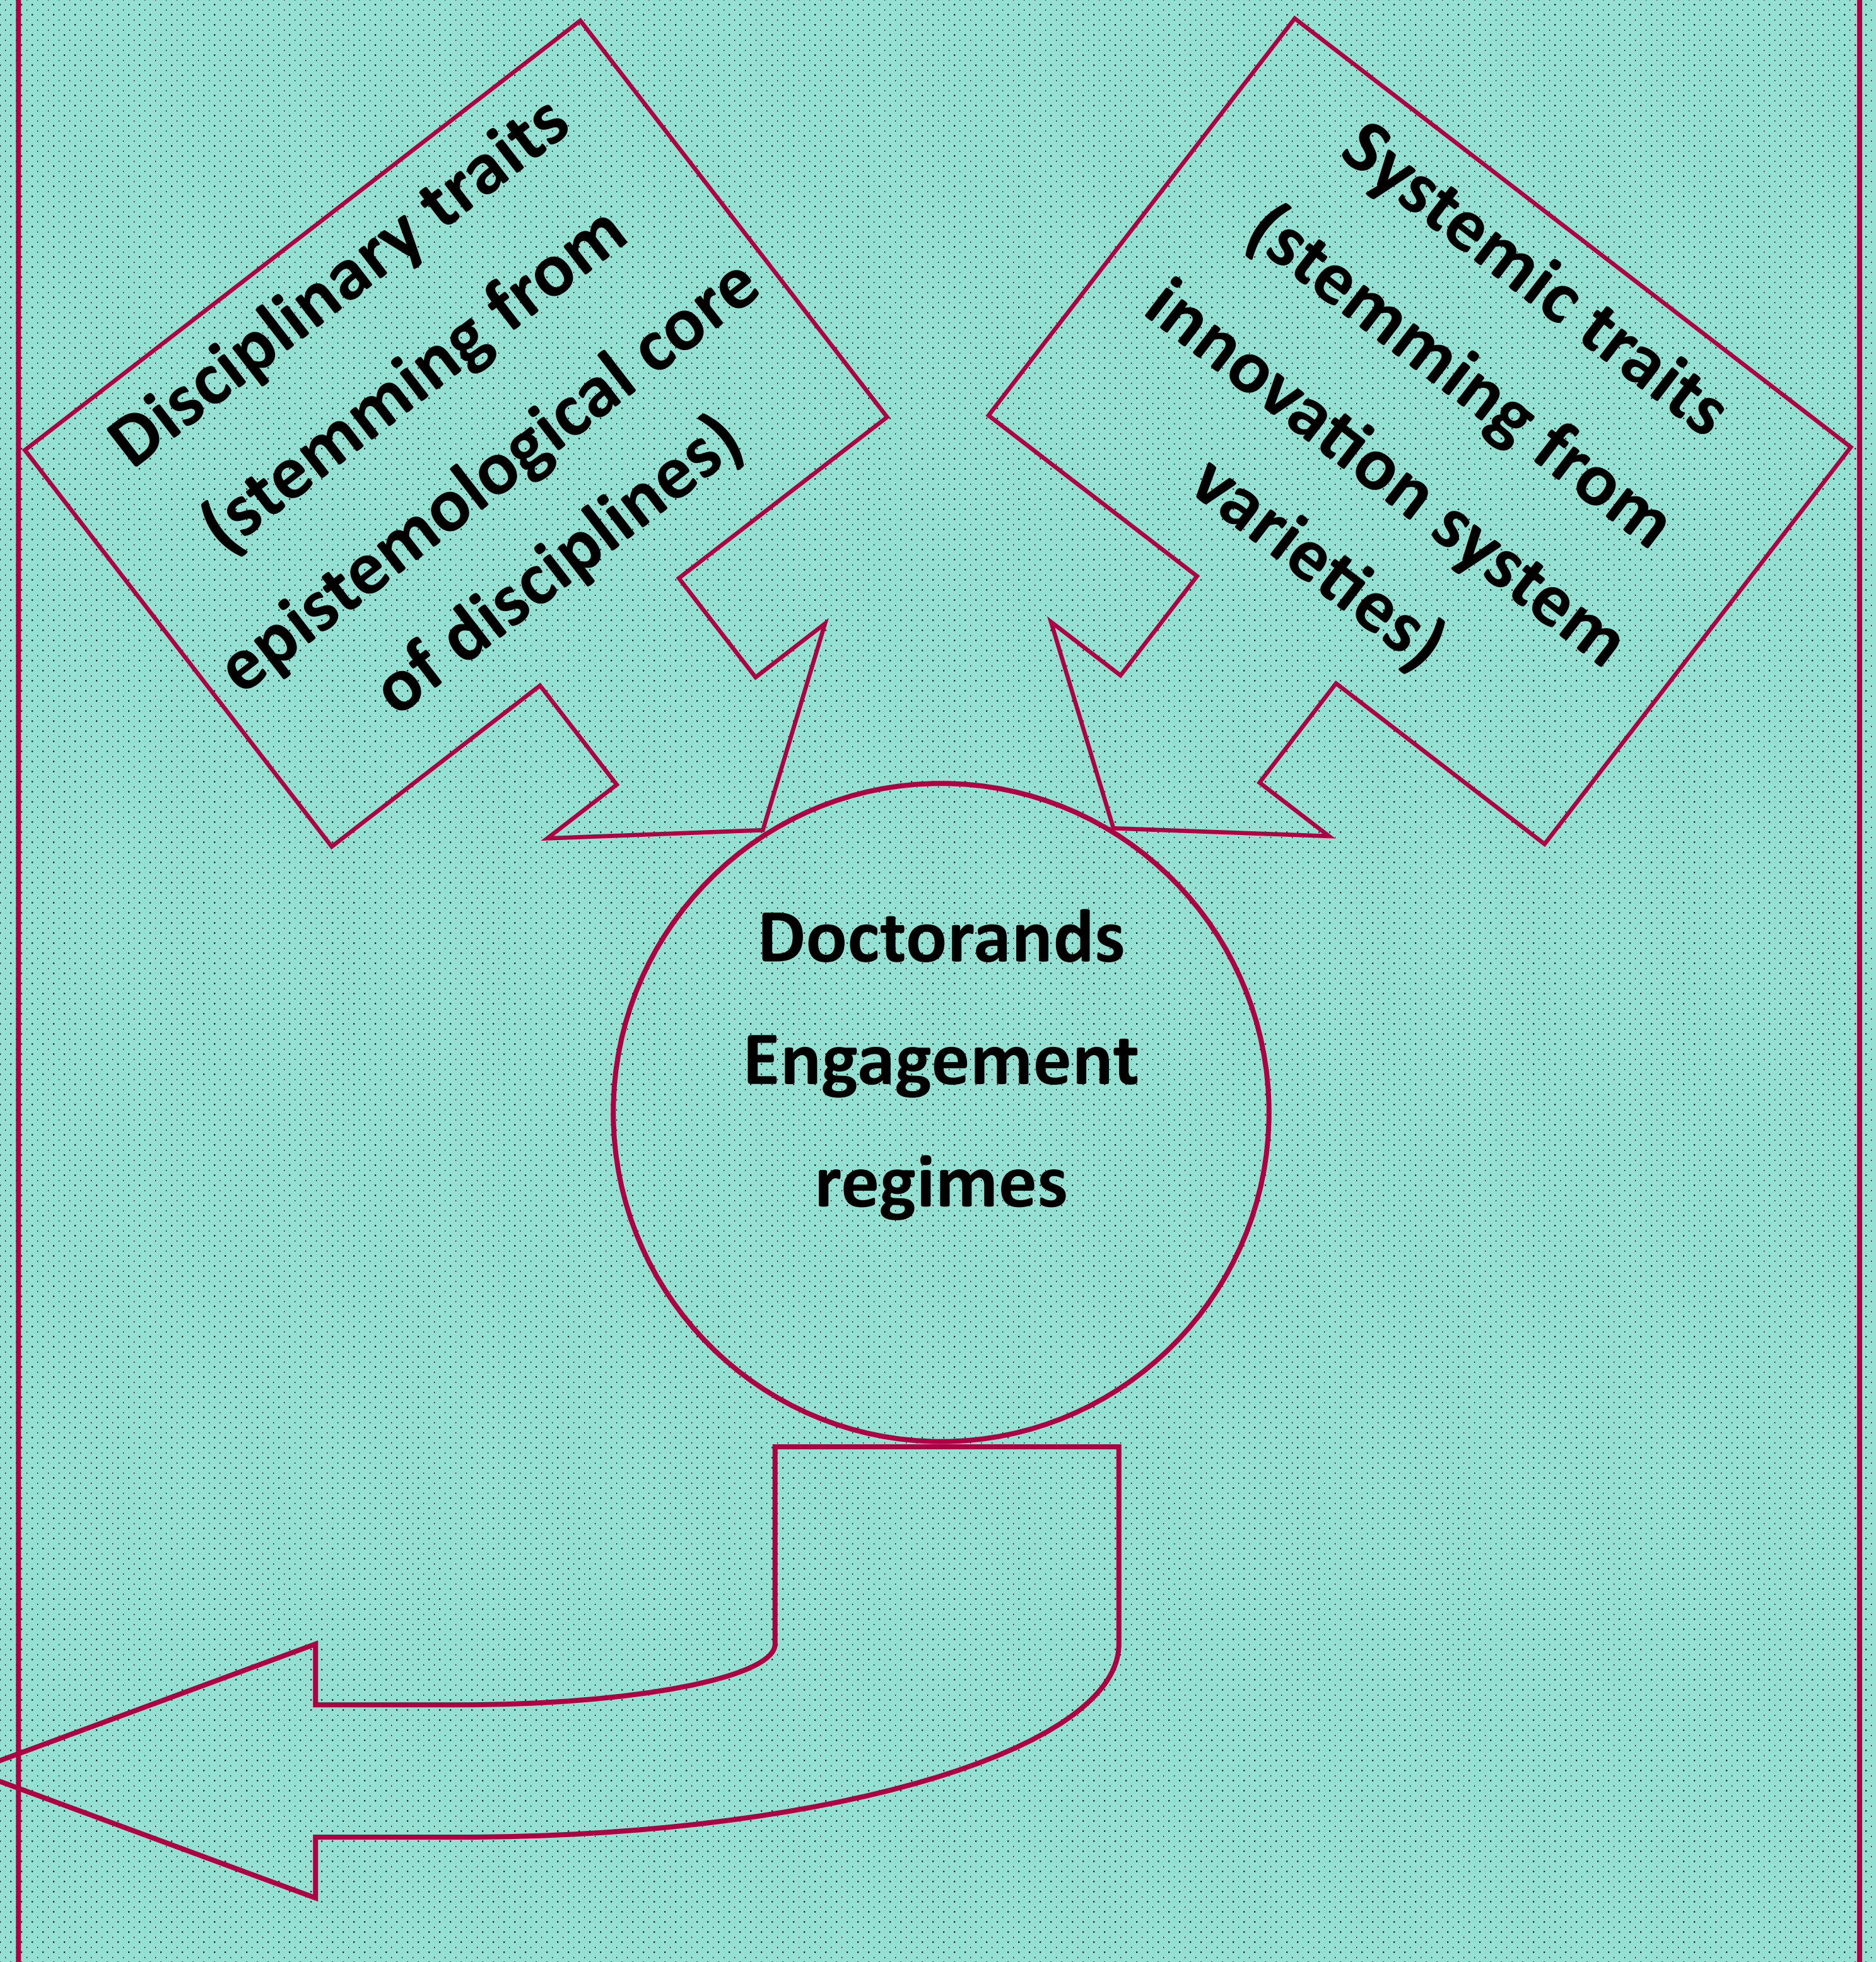 Disciplinary traits
(stemming from
epistemological core
of disciplines)
Systemic traits
(stemming from
innovation system
varieties)
Doctorands
Engagement
regimes